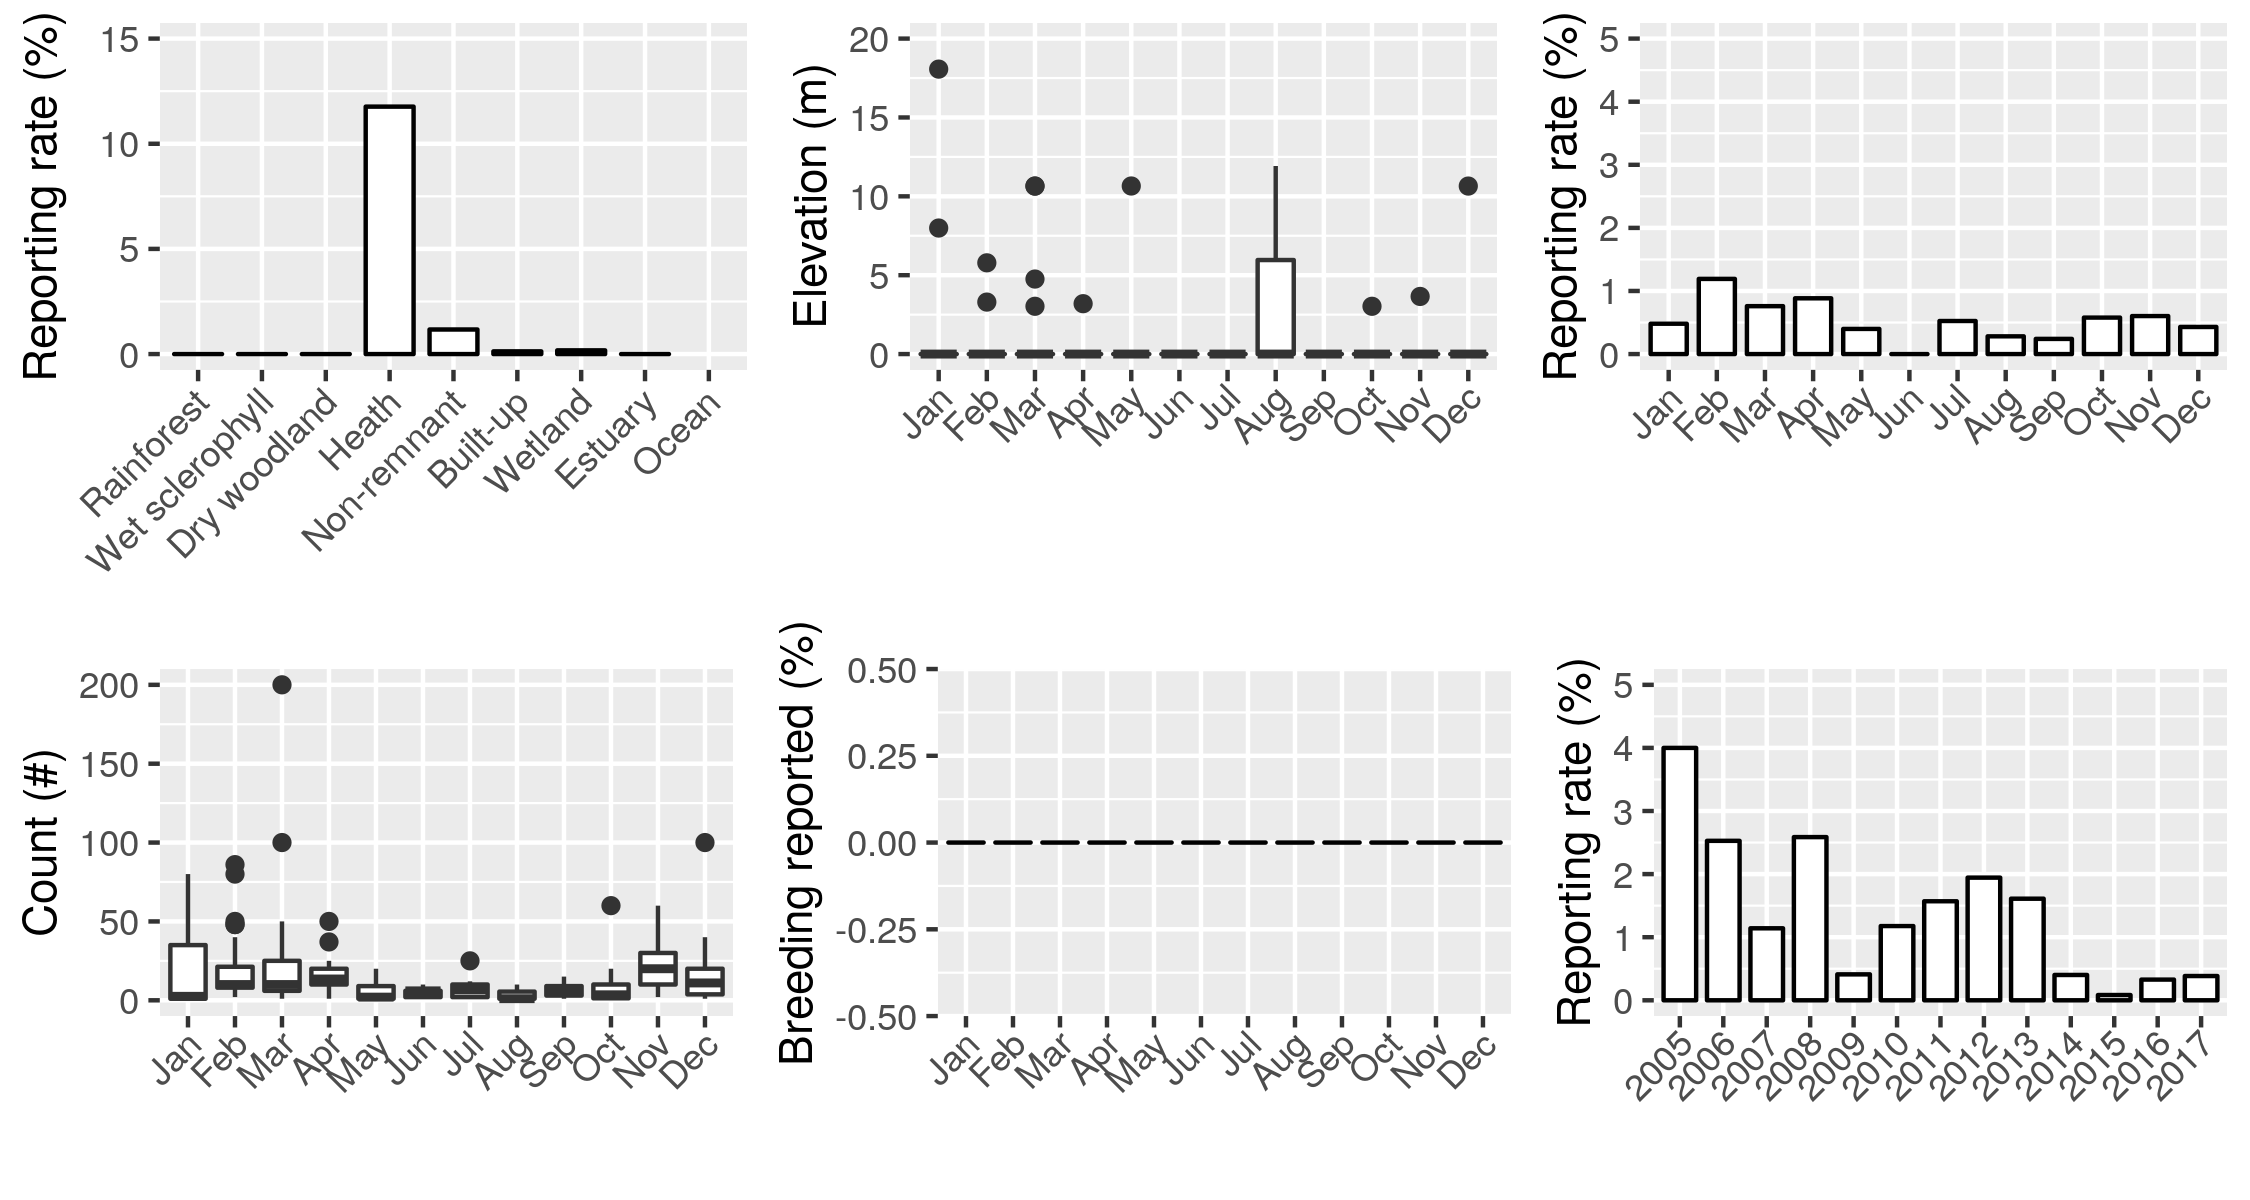 Reporting rate (%)
15
10
5
0
Rainforest
Wet sclerophyll
Dry woodland
Heath
Non-remnant
Built-up
Wetland
Estuary
Ocean
Elevation (m)
20
15
10
5
0
Jan
Feb
Mar
Apr
May
Jun
Jul
Aug
Sep
Oct
Nov
Dec
Reporting rate (%)
5
4
3
2
1
0
Jan
Feb
Mar
Apr
May
Jun
Jul
Aug
Sep
Oct
Nov
Dec
Count (#)
200
150
100
50
0
Jan
Feb
Mar
Apr
May
Jun
Jul
Aug
Sep
Oct
Nov
Dec
Breeding reported (%)
0.50
0.25
0.00
-0.25
-0.50
Jan
Feb
Mar
Apr
May
Jun
Jul
Aug
Sep
Oct
Nov
Dec
Reporting rate (%)
5
4
3
2
1
0
2005
2006
2007
2008
2009
2010
2011
2012
2013
2014
2015
2016
2017